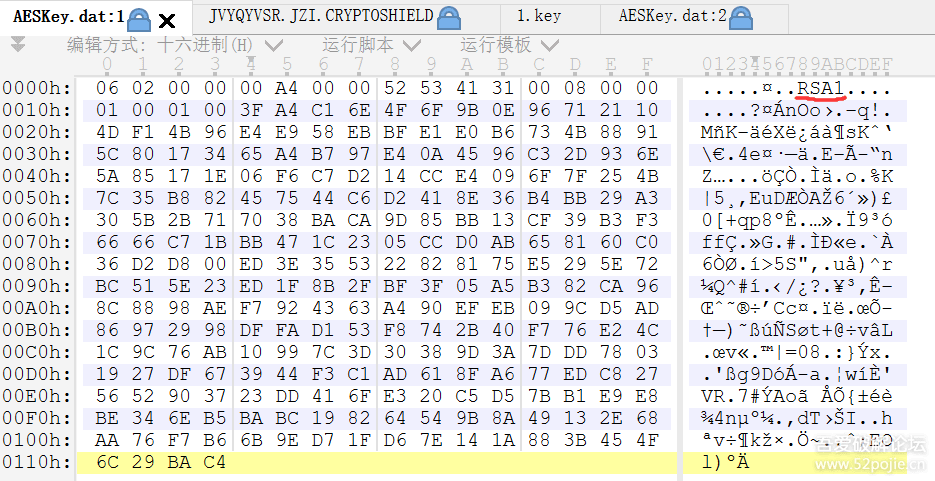 AESKey.dat:1 JVYQYVSR.JZI.CRYPTOSHIELD 1.key AESKey.dat:2
编辑方式: 十六进制(H) 运行脚本 运行模板
0 1 2 3 4 5 6 7 8 9 A B C D E F 0123456789ABCDEF
0000h: 06 02 00 00 00 A4 00 00 52 53 41 31 00 08 00 00 .....¤..RSA1....
0010h: 01 00 01 00 3F A4 C1 6E 4F 6F 9B 0E 96 71 21 10 ....?¤ÁnOo›.–q!.
0020h: 4D F1 4B 96 E4 E9 58 EB BF E1 E0 B6 73 4B 88 91 MñK–äéXë¿áà¶sKˆ‘
0030h: 5C 80 17 34 65 A4 B7 97 E4 0A 45 96 C3 2D 93 6E \€.4e¤·—ä.E–Ã-“n
0040h: 5A 85 17 1E 06 F6 C7 D2 14 CC E4 09 6F 7F 25 4B Z…...öÇÒ.Ìä.o.%K
0050h: 7C 35 B8 82 45 75 44 C6 D2 41 8E 36 B4 BB 29 A3 |5¸‚EuDÆÒAŽ6´»)£
0060h: 30 5B 2B 71 70 38 BA CA 9D 85 BB 13 CF 39 B3 F3 0[+qp8ºÊ.…».Ï9³ó
0070h: 66 66 C7 1B BB 47 1C 23 05 CC D0 AB 65 81 60 C0 ffÇ.»G.#.ÌÐ«e.`À
0080h: 36 D2 D8 00 ED 3E 35 53 22 82 81 75 E5 29 5E 72 6ÒØ.í>5S"‚.uå)^r
0090h: BC 51 5E 23 ED 1F 8B 2F BF 3F 05 A5 B3 82 CA 96 ¼Q^#í.‹/¿?.¥³‚Ê–
00A0h: 8C 88 98 AE F7 92 43 63 A4 90 EF EB 09 9C D5 AD Œˆ˜®÷’Cc¤.ïë.œÕ-
00B0h: 86 97 29 98 DF FA D1 53 F8 74 2B 40 F7 76 E2 4C †—)˜ßúÑSøt+@÷vâL
00C0h: 1C 9C 76 AB 10 99 7C 3D 30 38 9D 3A 7D DD 78 03 .œv«.™|=08.:}Ýx.
00D0h: 19 27 DF 67 39 44 F3 C1 AD 61 8F A6 77 ED C8 27 .'ßg9DóÁ-a.¦wíÈ'
00E0h: 56 52 90 37 23 DD 41 6F E3 20 C5 D5 7B B1 E9 E8 VR.7#ÝAoã ÅÕ{±éè
00F0h: BE 34 6E B5 BA BC 19 82 64 54 9B 8A 49 13 2E 68 ¾4nµº¼.‚dT›ŠI..h
0100h: AA 76 F7 B6 6B 9E D7 1F D6 7E 14 1A 88 3B 45 4F ªv÷¶kž×.Ö~..ˆ;EO
0110h: 6C 29 BA C4 l)ºÄ
吾爱破解论坛
www.52pojie.cn